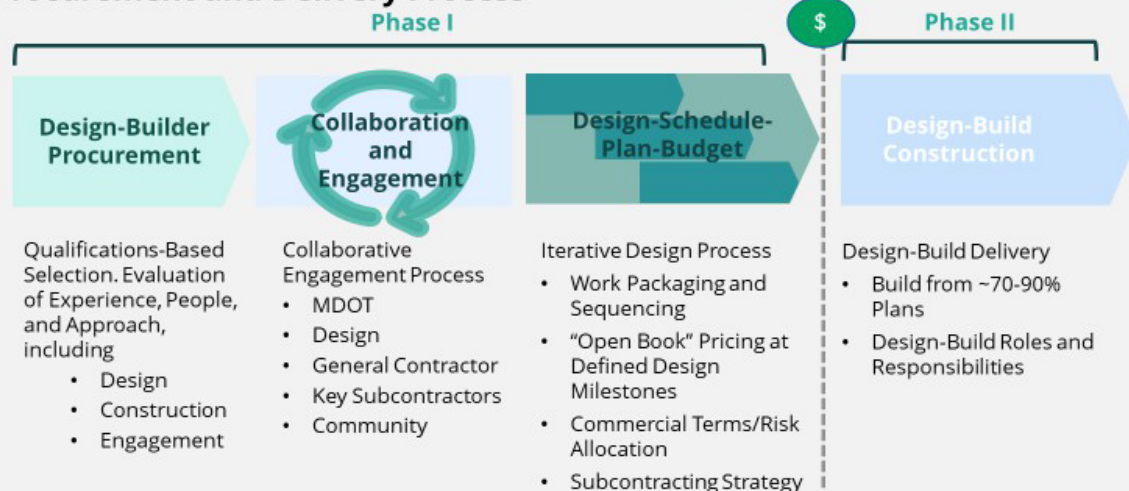 Phase I
$
Phase II
Design-Builder
Procurement
Collaboration
and
Engagement
Design-Schedule-
Plan-Budget
Design-Build
Construction
Qualifications-Based
Selection. Evaluation
of Experience, People,
and Approach,
including
• Design
• Construction
• Engagement
Collaborative
Engagement Process
• MDOT
• Design
• General Contractor
• Key Subcontractors
• Community
Iterative Design Process
• Work Packaging and
Sequencing
• “Open Book” Pricing at
Defined Design
Milestones
• Commercial Terms/Risk
Allocation
• Subcontracting Strategy
Design-Build Delivery
• Build from ~70-90%
Plans
• Design-Build Roles and
Responsibilities